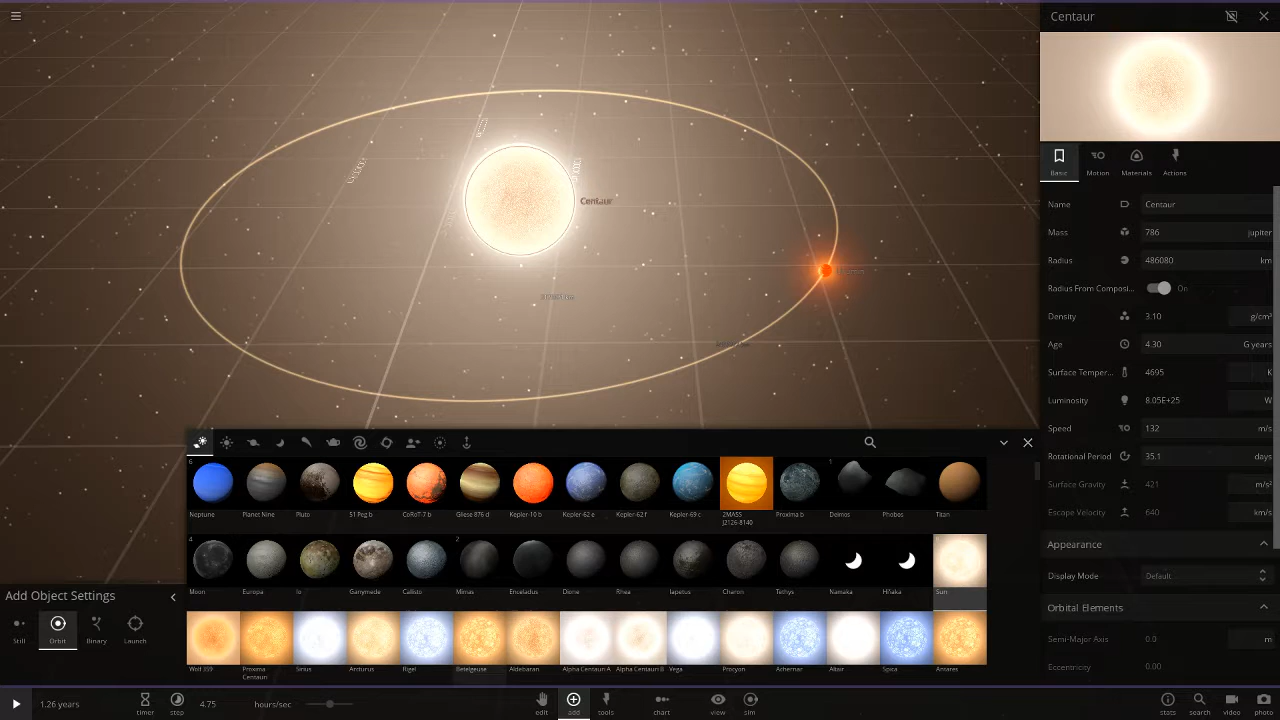 Centaur
Centaur
Basic
Motion
Materials
Actions
Name
Centaur
Mass
786
jupiter
Radius
486080
km
Radius From Composi...
On
Density
3.10
g/cm³
Age
4.30
G years
Surface Temper...
4695
K
Luminosity
8.05E+25
W
Speed
132
m/s
Rotational Period
35.1
days
Surface Gravity
421
m/s²
Escape Velocity
640
km/s
Appearance
Display Mode
Default...
Orbital Elements
Semi-Major Axis
0.0
m
Eccentricity
0.00
6
1
Neptune
Planet Nine
Pluto
51 Peg b
CoRoT-7 b
Gliese 876 d
Kepler-10 b
Kepler-62 e
Kepler-62 f
Kepler-69 c
2MASS
J2126-8140
Proxima b
Deimos
Phobos
Titan
4
2
Moon
Europa
Io
Ganymede
Callisto
Mimas
Enceladus
Dione
Rhea
Iapetus
Charon
Tethys
Namaka
Hi'iaka
Sun
Wolf 359
Proxima
Centauri
Sirius
Arcturus
Rigel
Betelgeuse
Aldebaran
Alpha Centauri A
Alpha Centauri B
Vega
Procyon
Achernar
Altair
Spica
Antares
Add Object Settings
Still
Orbit
Binary
Launch
1.26 years
timer
step
4.75
hours/sec
edit
add
tools
chart
view
sim
stats
search
video
photo